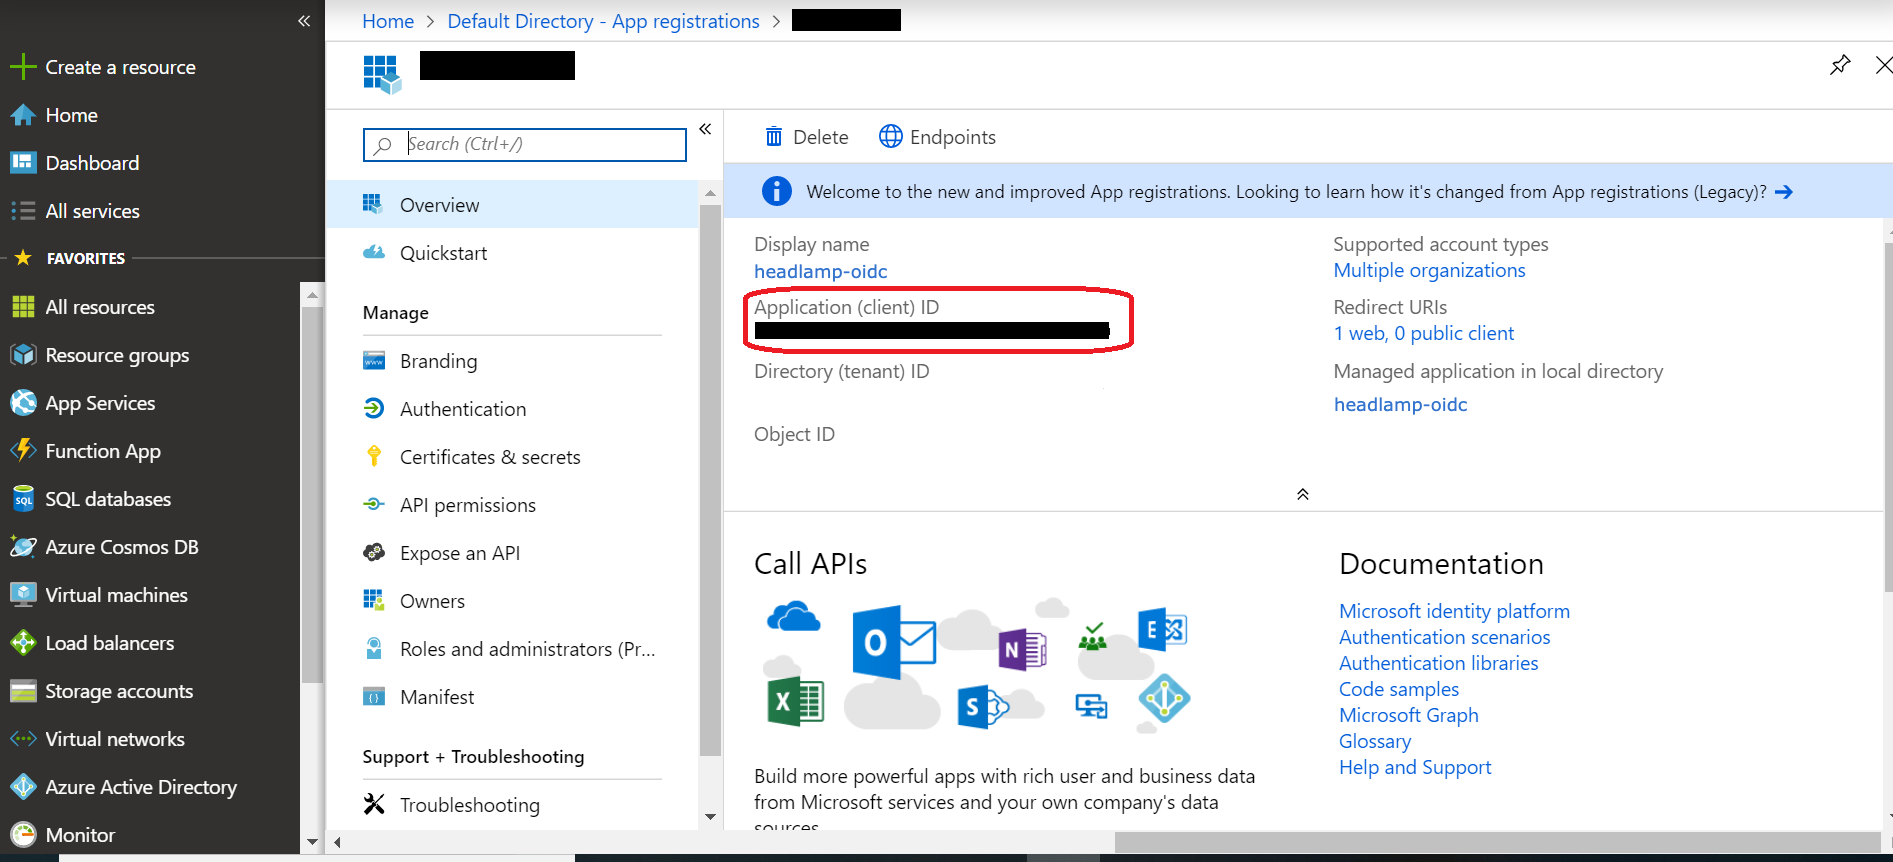 Home > Default Directory - App registrations >
Create a resource
Home
Dashboard
All services
FAVORITES
All resources
Resource groups
App Services
Function App
SQL databases
Azure Cosmos DB
Virtual machines
Load balancers
Storage accounts
Virtual networks
Azure Active Directory
Monitor
Search (Ctrl+/)
Overview
Quickstart
Manage
Branding
Authentication
Certificates & secrets
API permissions
Expose an API
Owners
Roles and administrators (Pr...
Manifest
Support + Troubleshooting
Troubleshooting
Delete
Endpoints
Welcome to the new and improved App registrations. Looking to learn how it's changed from App registrations (Legacy)?
Display name
headlamp-oidc
Application (client) ID
Directory (tenant) ID
Object ID
Supported account types
Multiple organizations
Redirect URIs
1 web, 0 public client
Managed application in local directory
headlamp-oidc
Call APIs
Build more powerful apps with rich user and business data
from Microsoft services and your own company's data
sources.
Documentation
Microsoft identity platform
Authentication scenarios
Authentication libraries
Code samples
Microsoft Graph
Glossary
Help and Support